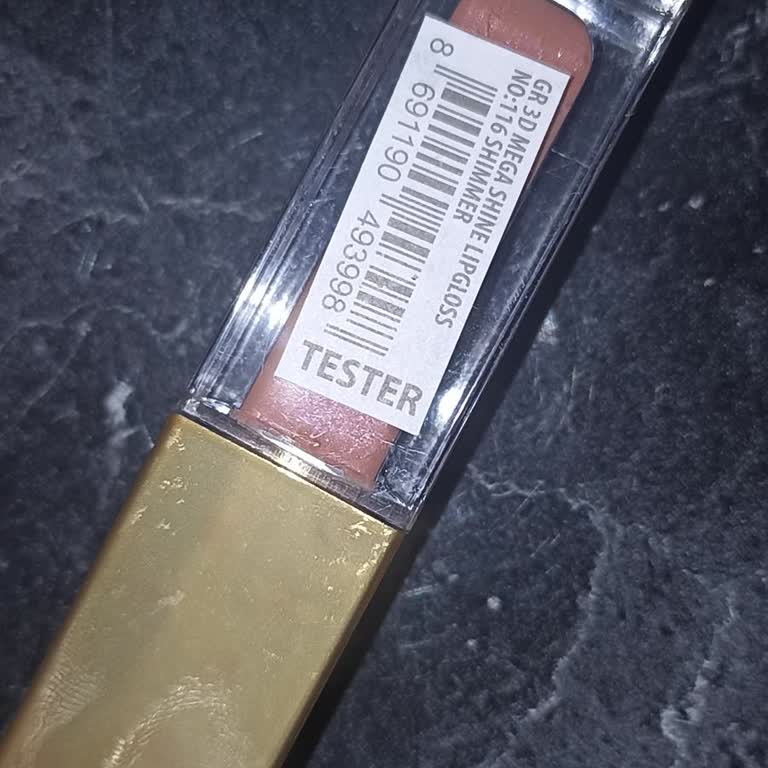 GR 3D MEGA SHINE LIPGLOSS
NO:116 SHIMMER
8 691190 493998
TESTER